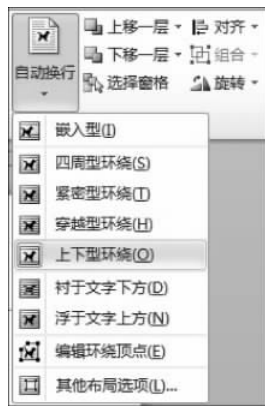 上移一层 对齐
下移一层 组合
自动换行 选择窗格 旋转
嵌入型(I)
四周型环绕(S)
紧密型环绕(T)
穿越型环绕(H)
上下型环绕(O)
衬于文字下方(D)
浮于文字上方(N)
编辑环绕顶点(E)
其他布局选项(L)...